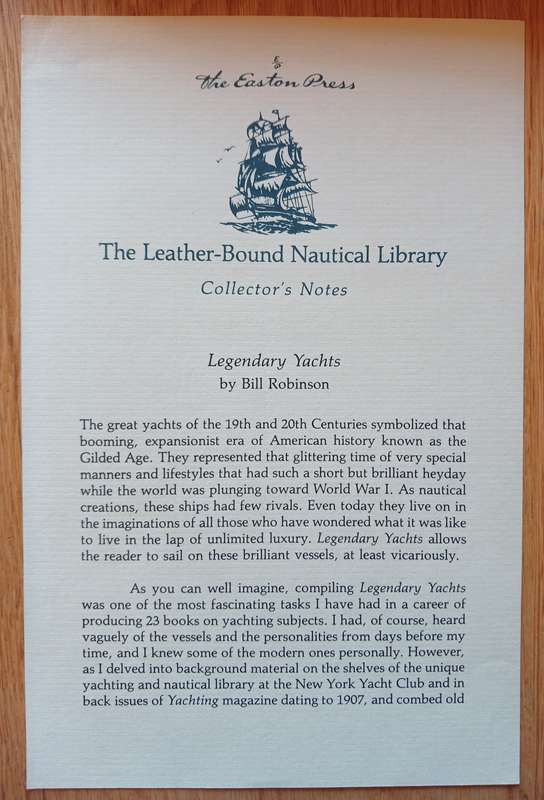 The Easton Press
The Leather-Bound Nautical Library
Collector's Notes
Legendary Yachts
by Bill Robinson
The great yachts of the 19th and 20th Centuries symbolized that
booming, expansionist era of American history known as the
Gilded Age. They represented that glittering time of very special
manners and lifestyles that had such a short but brilliant heyday
while the world was plunging toward World War I. As nautical
creations, these ships had few rivals. Even today they live on in
the imaginations of all those who have wondered what it was like
to live in the lap of unlimited luxury. Legendary Yachts allows
the reader to sail on these brilliant vessels, at least vicariously.
As you can well imagine, compiling Legendary Yachts
was one of the most fascinating tasks I have had in a career of
producing 23 books on yachting subjects. I had, of course, heard
vaguely of the vessels and the personalities from days before my
time, and I knew some of the modern ones personally. However,
as I delved into background material on the shelves of the unique
yachting and nautical library at the New York Yacht Club and in
back issues of Yachting magazine dating to 1907, and combed old